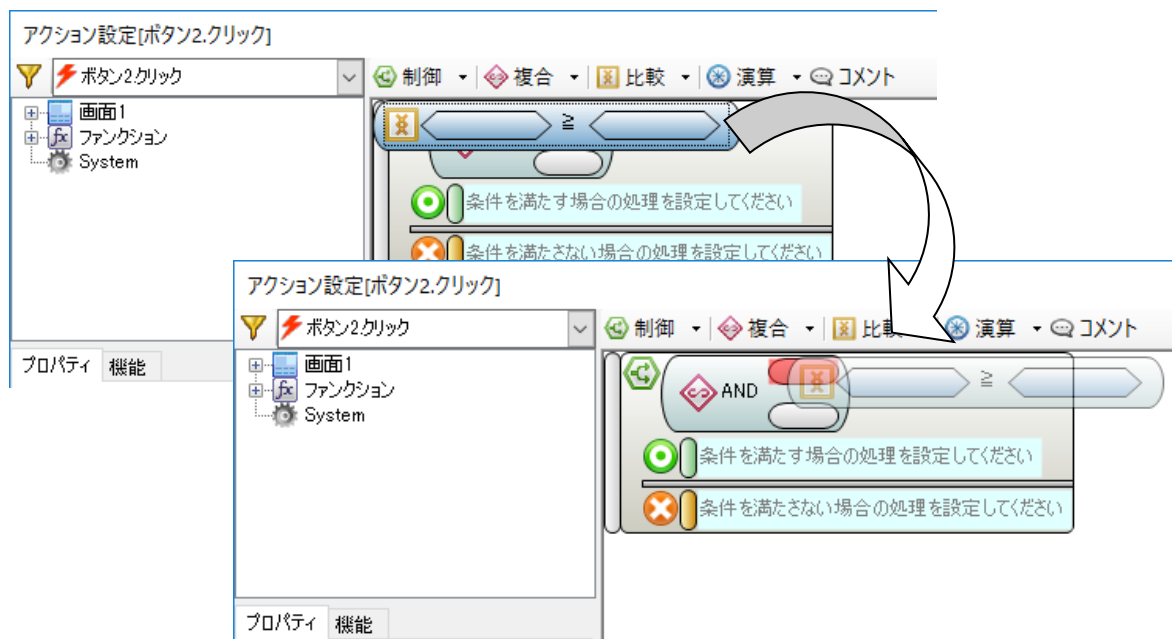 アクション設定[ボタン2.クリック]
ボタン2.クリック
制御 複合 比較 演算 コメント
画面1
ファンクション
System
≧
条件を満たす場合の処理を設定してください
条件を満たさない場合の処理を設定してください
プロパティ 機能
アクション設定[ボタン2.クリック]
ボタン2.クリック
制御 複合 比較 演算 コメント
画面1
ファンクション
System
AND ≧
条件を満たす場合の処理を設定してください
条件を満たさない場合の処理を設定してください
プロパティ 機能